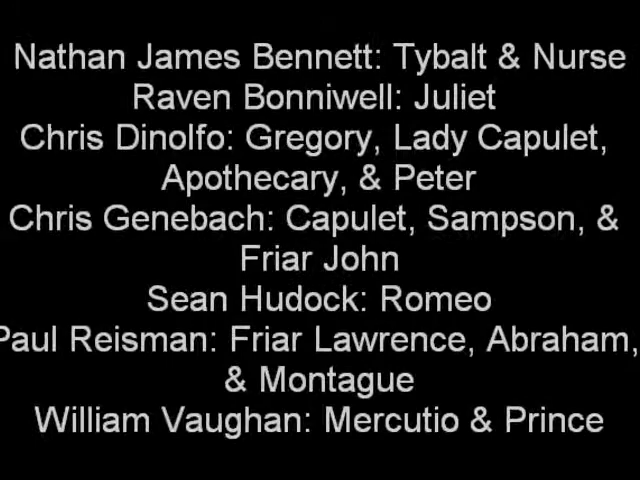 Nathan James Bennett: Tybalt & Nurse
Raven Bonniwell: Juliet
Chris Dinolfo: Gregory, Lady Capulet,
Apothecary, & Peter
Chris Genebach: Capulet, Sampson, &
Friar John
Sean Hudock: Romeo
Paul Reisman: Friar Lawrence, Abraham,
& Montague
William Vaughan: Mercutio & Prince